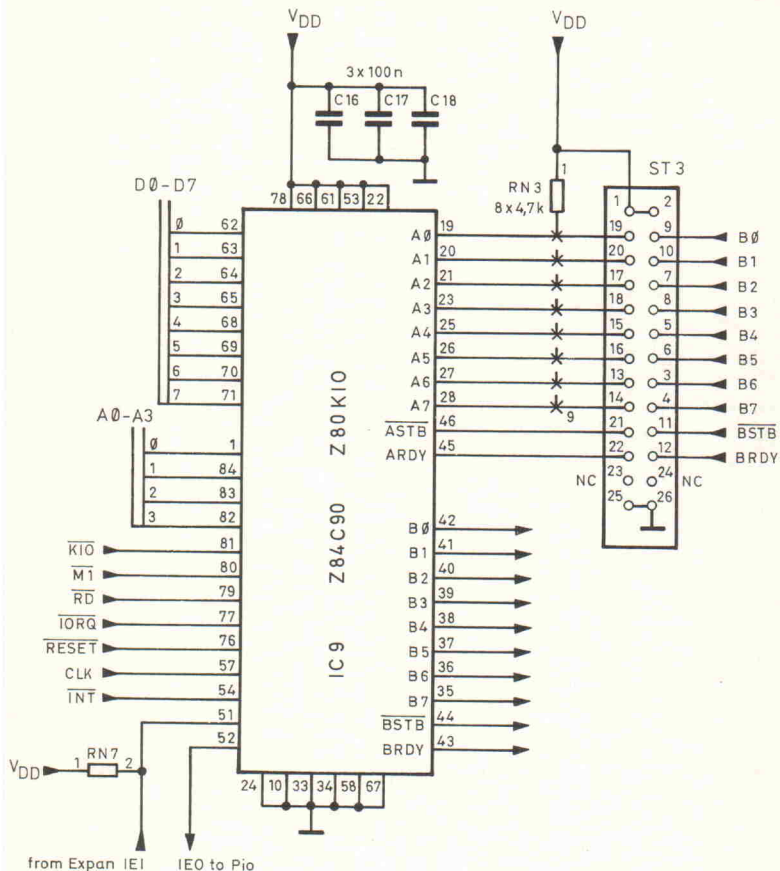 VDD VDD
3 x 100n
C16 C17 C18
1 ST3
RN3
8 x 4,7k
1 2
D0-D7
78 66 61 53 22
0 62 A0 19 19 9 B0
1 63 A1 20 20 10 B1
2 64 A2 21 17 7 B2
3 65 A3 23 18 8 B3
4 68 A4 25 15 5 B4
5 69 A5 26 16 6 B5
6 70 A6 27 13 3 B6
7 71 A7 28 9 14 4 B7
A0-A3
ASTB 46 21 11 BSTB
0 1 ARDY 45 22 12 BRDY
1 84 NC 23 24 NC
2 83 25 26
3 82
Z80KIO
Z84C90
IC9
KIO 81 B0 42
M1 80 B1 41
RD 79 B2 40
IORQ 77 B3 39
RESET 76 B4 38
CLK 57 B5 37
INT 54 B6 36
51 B7 35
52 BSTB 44
BRDY 43
VDD 1 RN7 2
24 10 33 34 58 67
from Expan IEI IEO to Pio